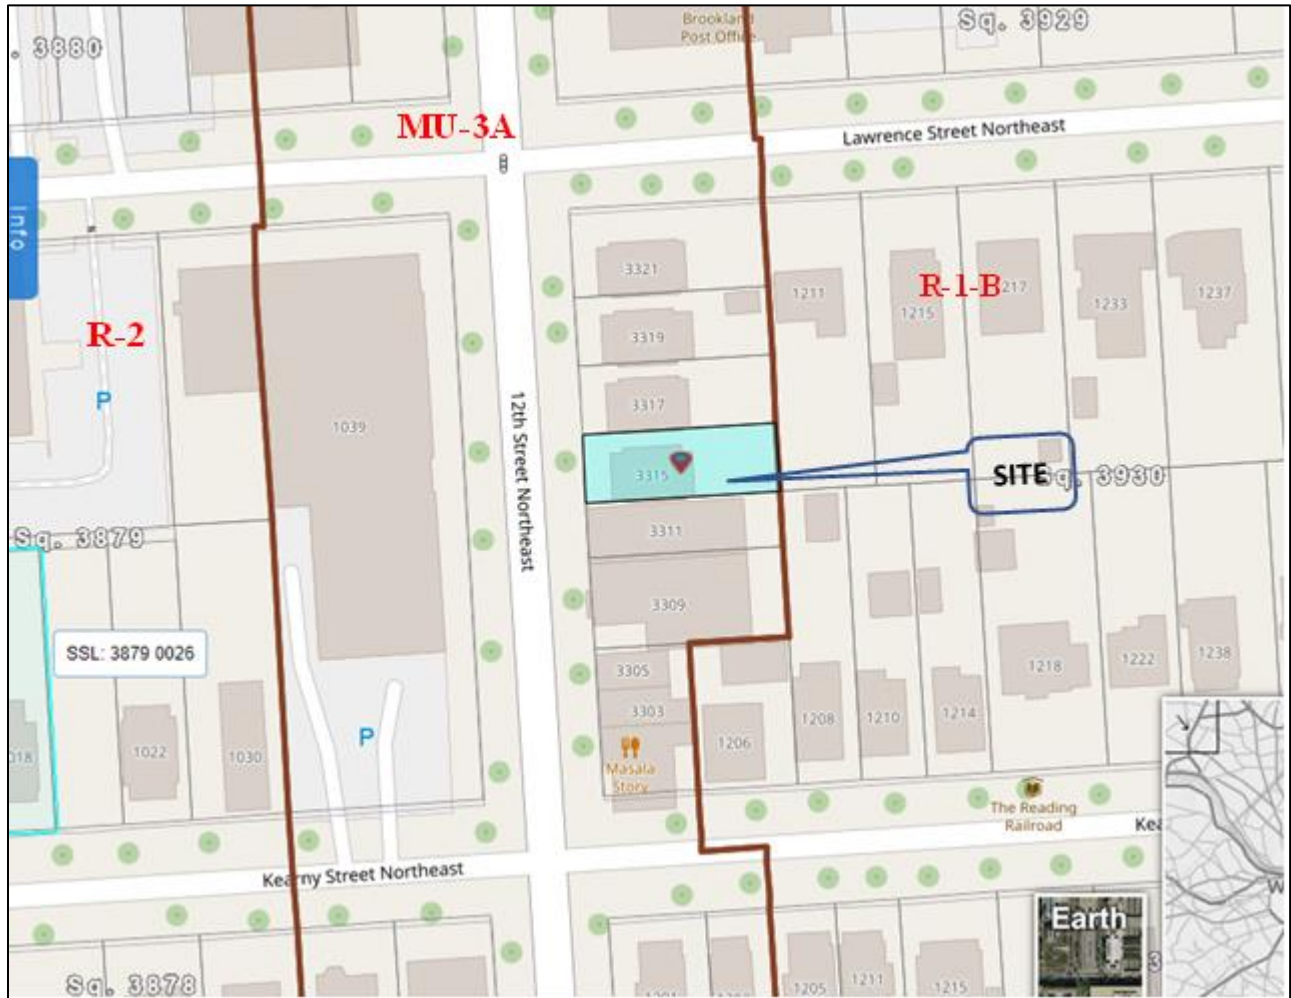 Brookland
Post Office
Sq. 3929
. 3880
MU-3A
Lawrence Street Northeast
Info
3321
1211
R-1-B
1217
1215
1233
1237
3319
R-2
P
3317
1039
12th Street Northeast
3315
SITE
Sq. 3930
3311
Sq. 3879
3309
SSL: 3879 0026
3305
3303
1218
1222
1238
1208
1210
1214
1206
018
1022
1030
P
Masala
Story
The Reading
Railroad
Kea
Kearny Street Northeast
W
Earth
Sq. 3878
1205
1211
1215
3